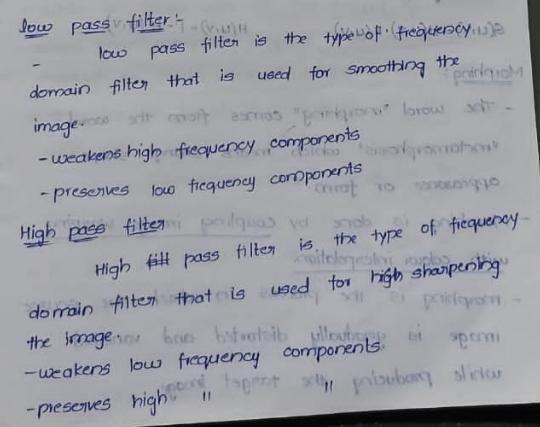 low pass filter:-
- low pass filter is the type of frequency
domain filter that is used for smoothing the
image.
- weakens high frequency components
- preserves low frequency components
High pass filter
High pass filter is the type of frequency
domain filter that is used for sharpening
the image.
- weakens low frequency components.
- preserves high " "